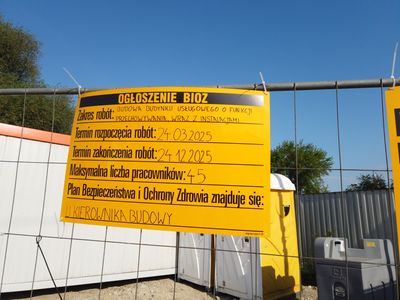 OGŁOSZENIE BIOZ
Zakres robót: BUDOWA BUDYNKU USŁUGOWEGO O FUNKCJI
PRZECHOWYWANIA WRAZ Z INSTALACJAMI
Termin rozpoczęcia robót: 24.03.2025
Termin zakończenia robót: 24.12.2025
Maksymalna liczba pracowników: 45
Plan Bezpieczeństwa i Ochrony Zdrowia znajduje się:
U KIEROWNIKA BUDOWY